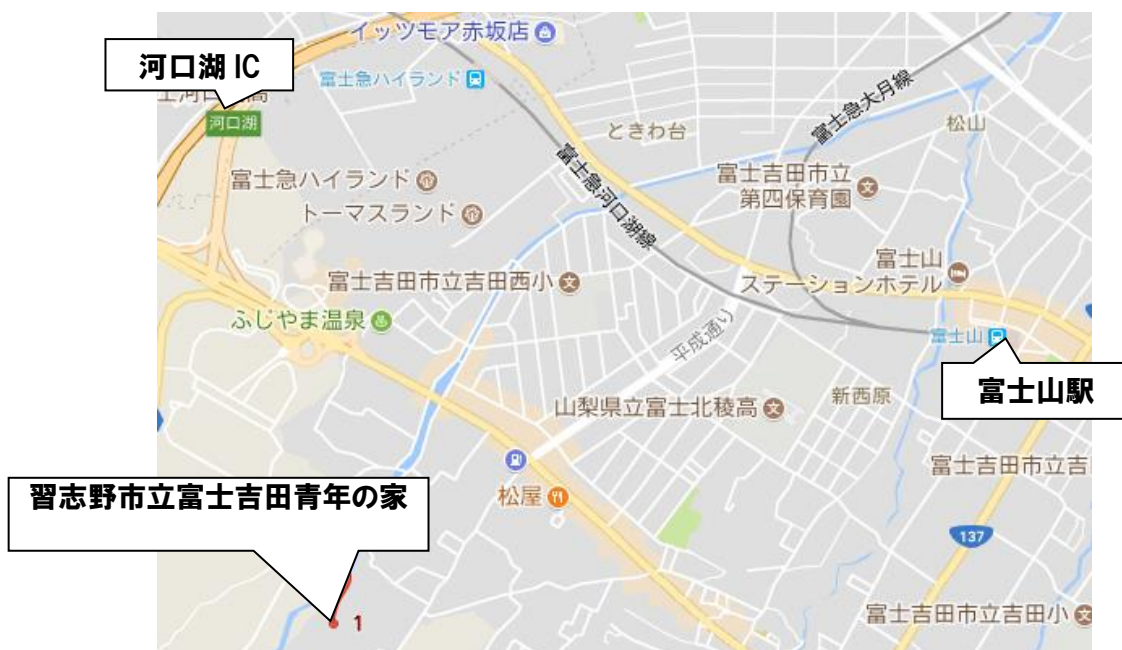 イッツモア赤坂店
河口湖 IC
富士急ハイランド
河口湖
富士急大月線
ときわ台
松山
富士急河口湖線
富士吉田市立
第四保育園
富士急ハイランド
トーマスランド
富士山
ステーションホテル
富士吉田市立吉田西小
ふじやま温泉
平成通り
富士山
富士山駅
新西原
山梨県立富士北稜高
富士吉田市立吉
松屋
習志野市立富士吉田青年の家
137
富士吉田市立吉田小
1